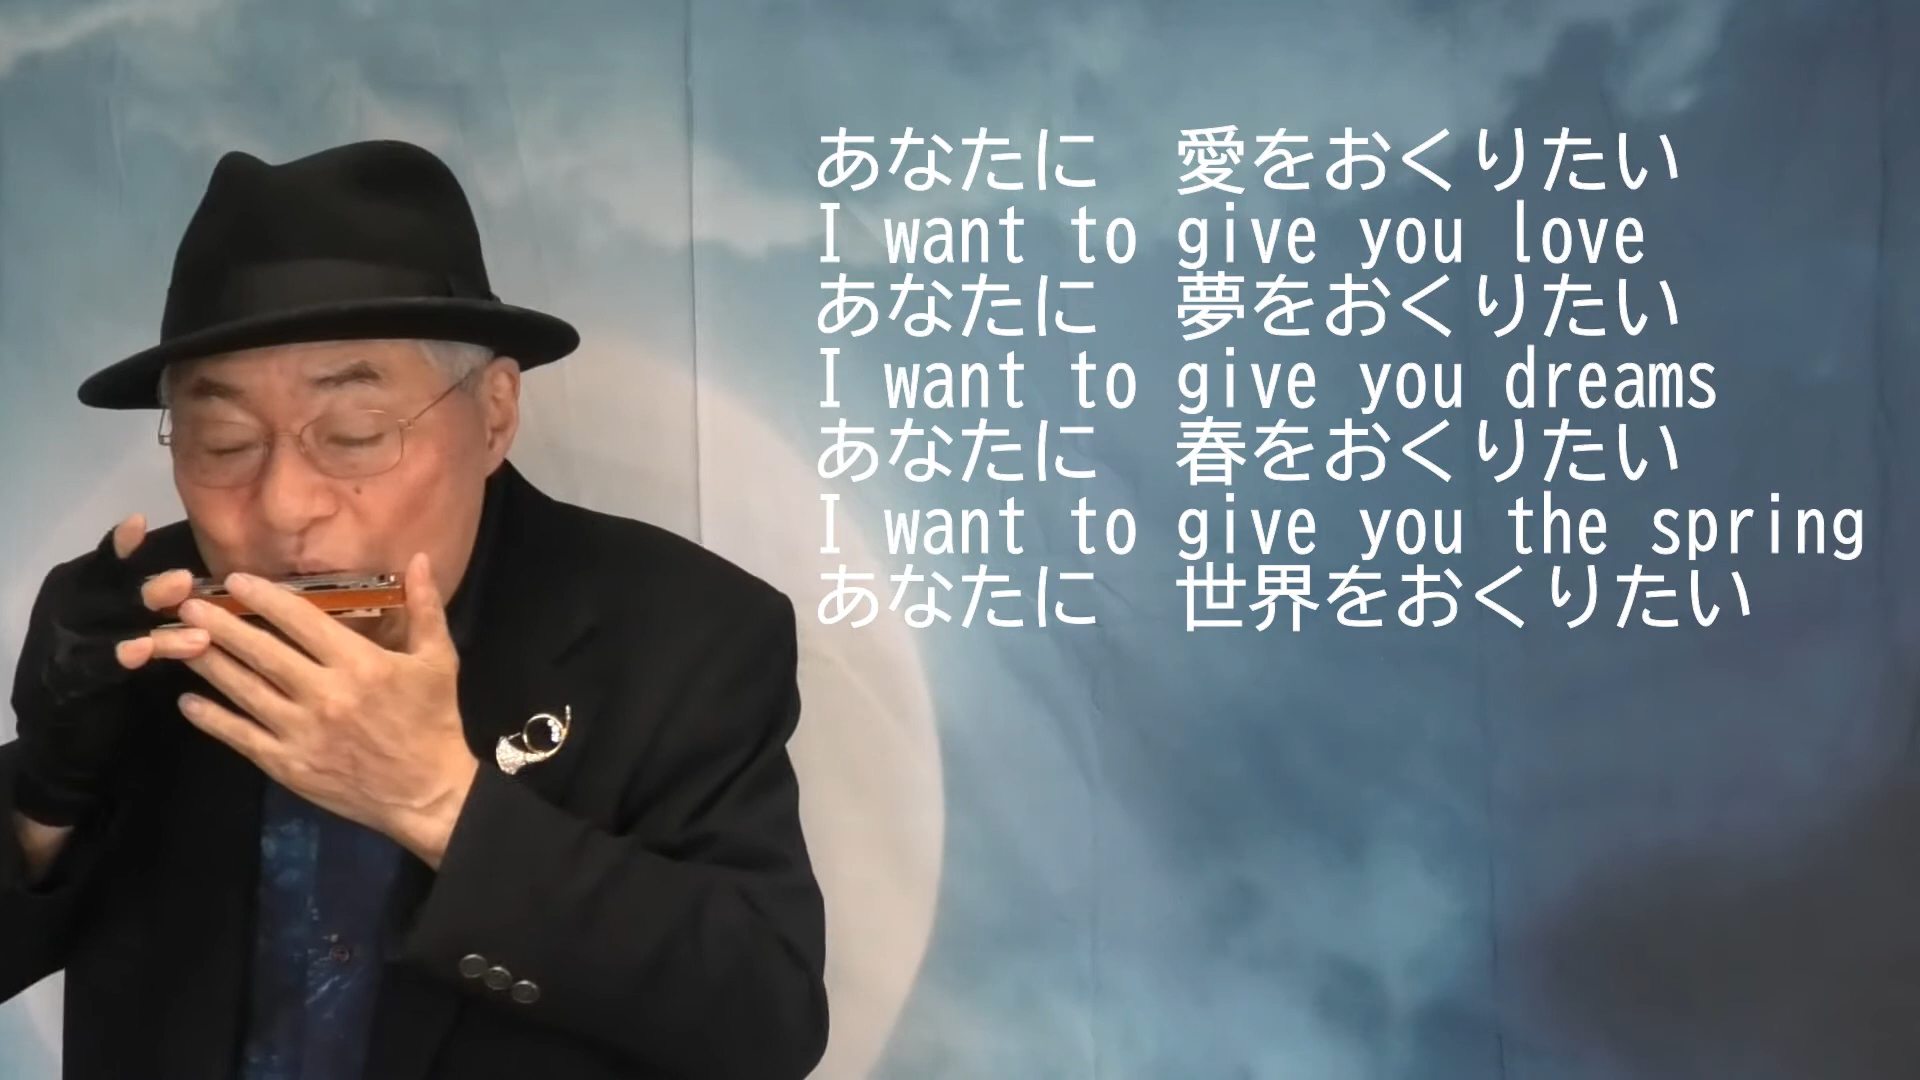 あなたに　愛をおくりたい
I want to give you love
あなたに　夢をおくりたい
I want to give you dreams
あなたに　春をおくりたい
I want to give you the spring
あなたに　世界をおくりたい